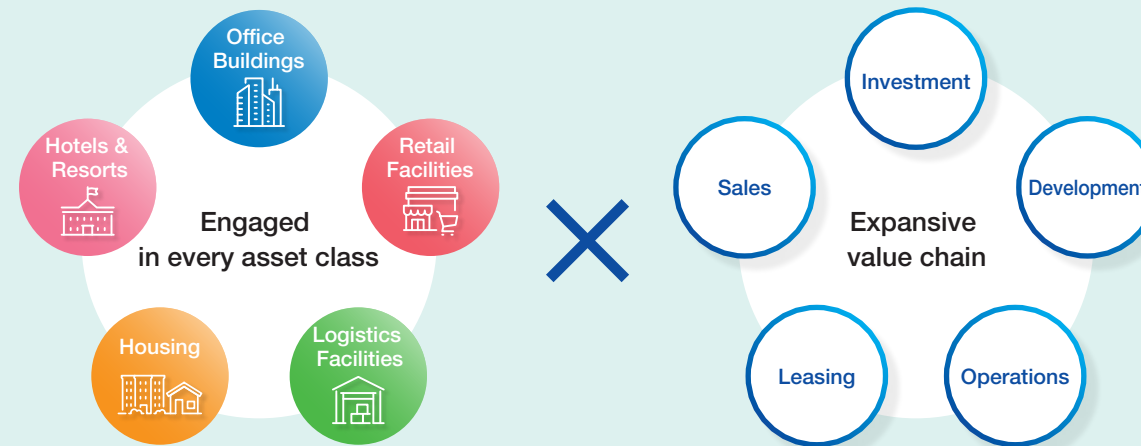 Office
Buildings
Hotels &
Resorts
Retail
Facilities
Engaged
in every asset class
Housing
Logistics
Facilities
Investment
Sales
Development
Expansive
value chain
Leasing
Operations